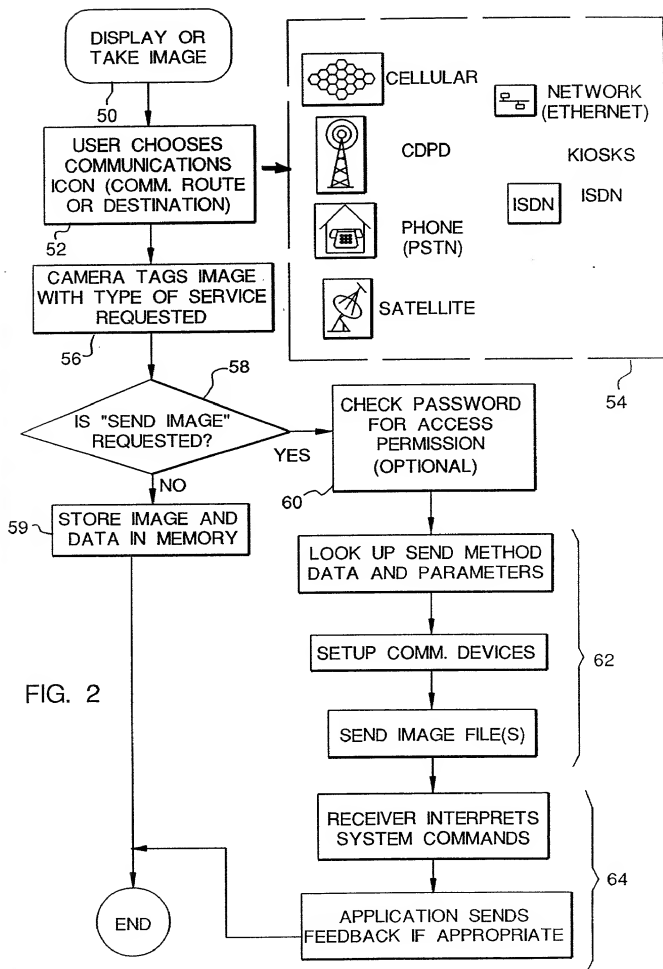 DISPLAY OR
TAKE IMAGE
50
USER CHOOSES
COMMUNICATIONS
ICON (COMM. ROUTE
OR DESTINATION)
52
CELLULAR
CDPD
PHONE
(PSTN)
SATELLITE
NETWORK
(ETHERNET)
KIOSKS
ISDN
ISDN
54
CAMERA TAGS IMAGE
WITH TYPE OF SERVICE
REQUESTED
56
58
IS "SEND IMAGE"
REQUESTED?
YES
NO
CHECK PASSWORD
FOR ACCESS
PERMISSION
(OPTIONAL)
60
59
STORE IMAGE AND
DATA IN MEMORY
LOOK UP SEND METHOD
DATA AND PARAMETERS
SETUP COMM. DEVICES
62
SEND IMAGE FILE(S)
FIG. 2
RECEIVER INTERPRETS
SYSTEM COMMANDS
64
APPLICATION SENDS
FEEDBACK IF APPROPRIATE
END